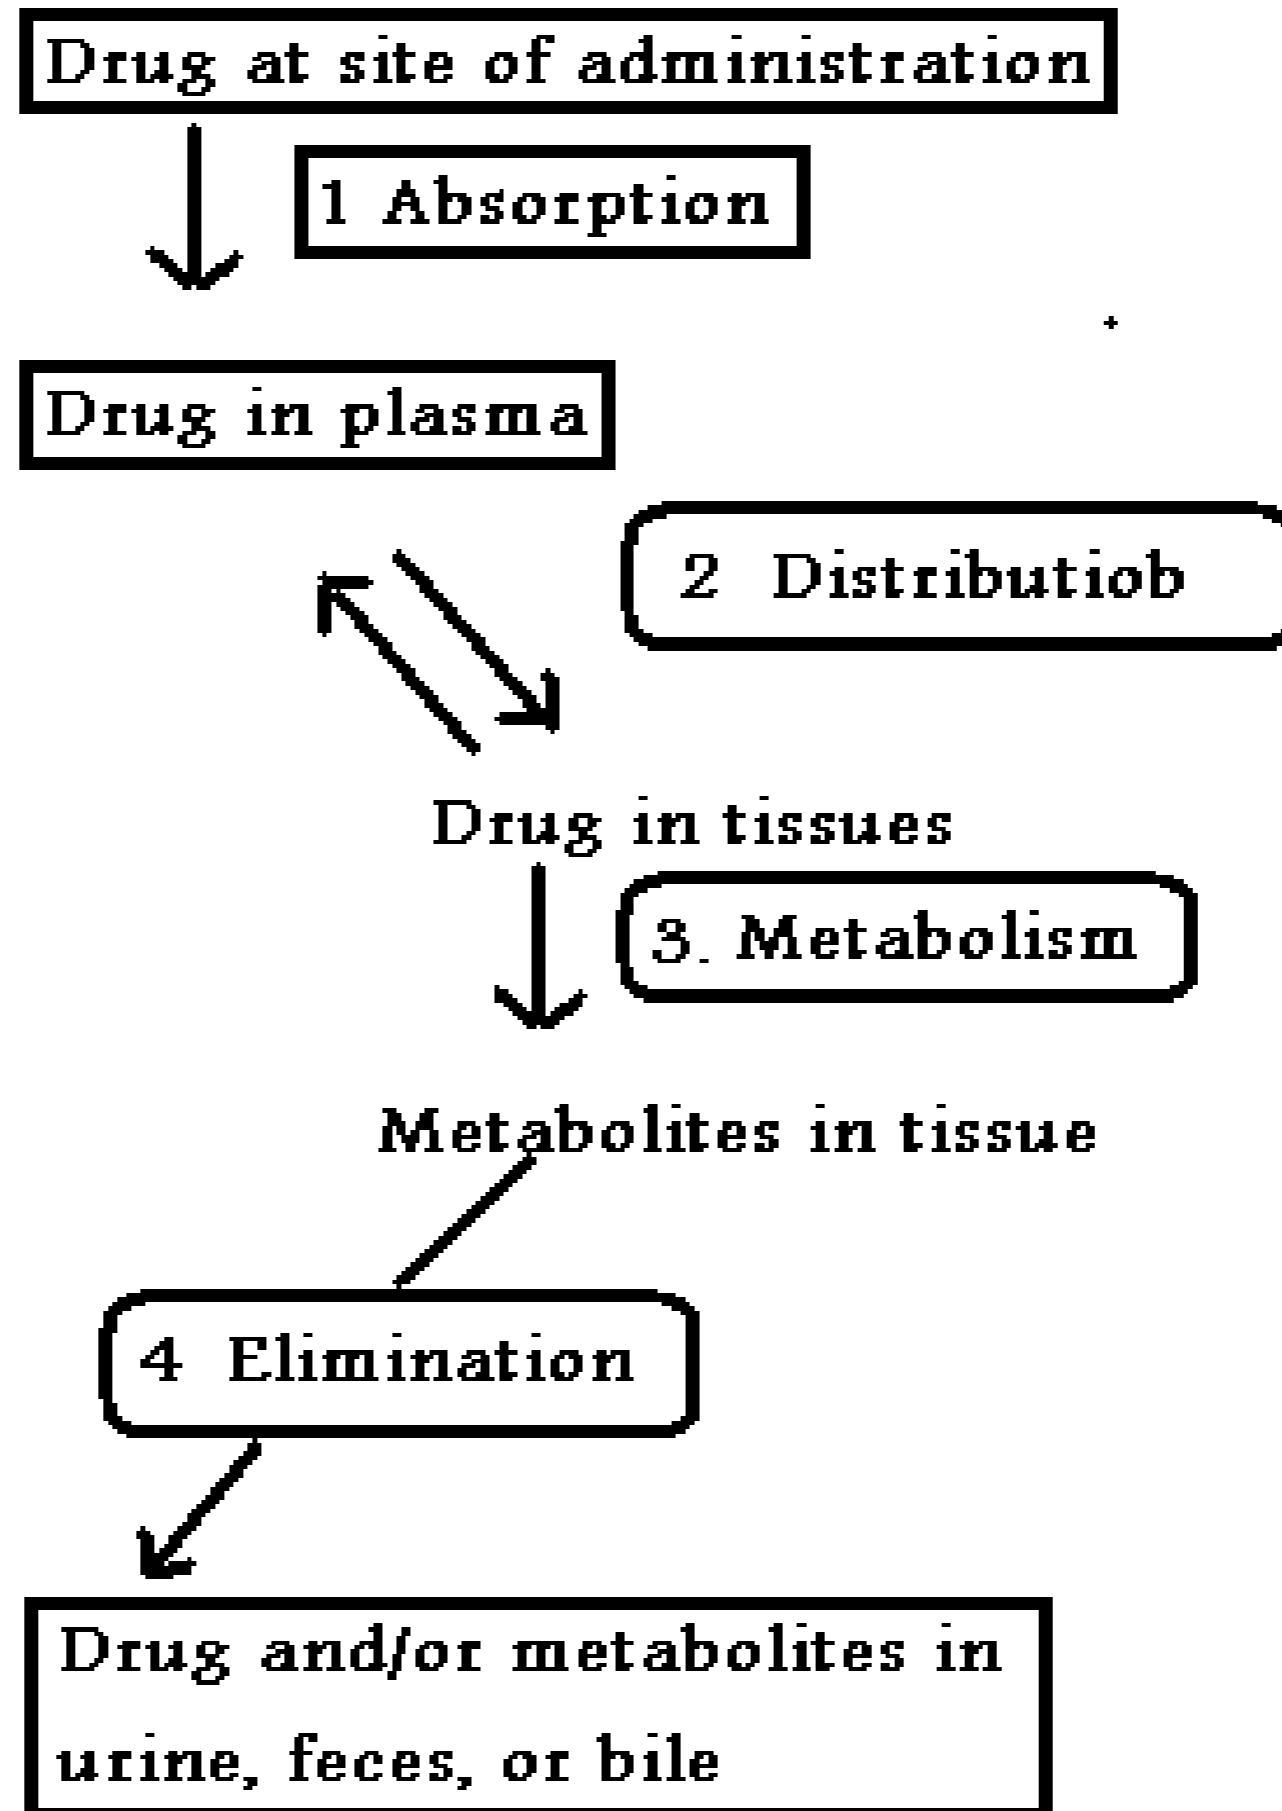 Drug at site of administration
1 Absorption
Drug in plasma
2 Distributiob
Drug in tissues
3. Metabolism
Metabolites in tissue
4 Elimination
Drug and/or metabolites in
urine, feces, or bile